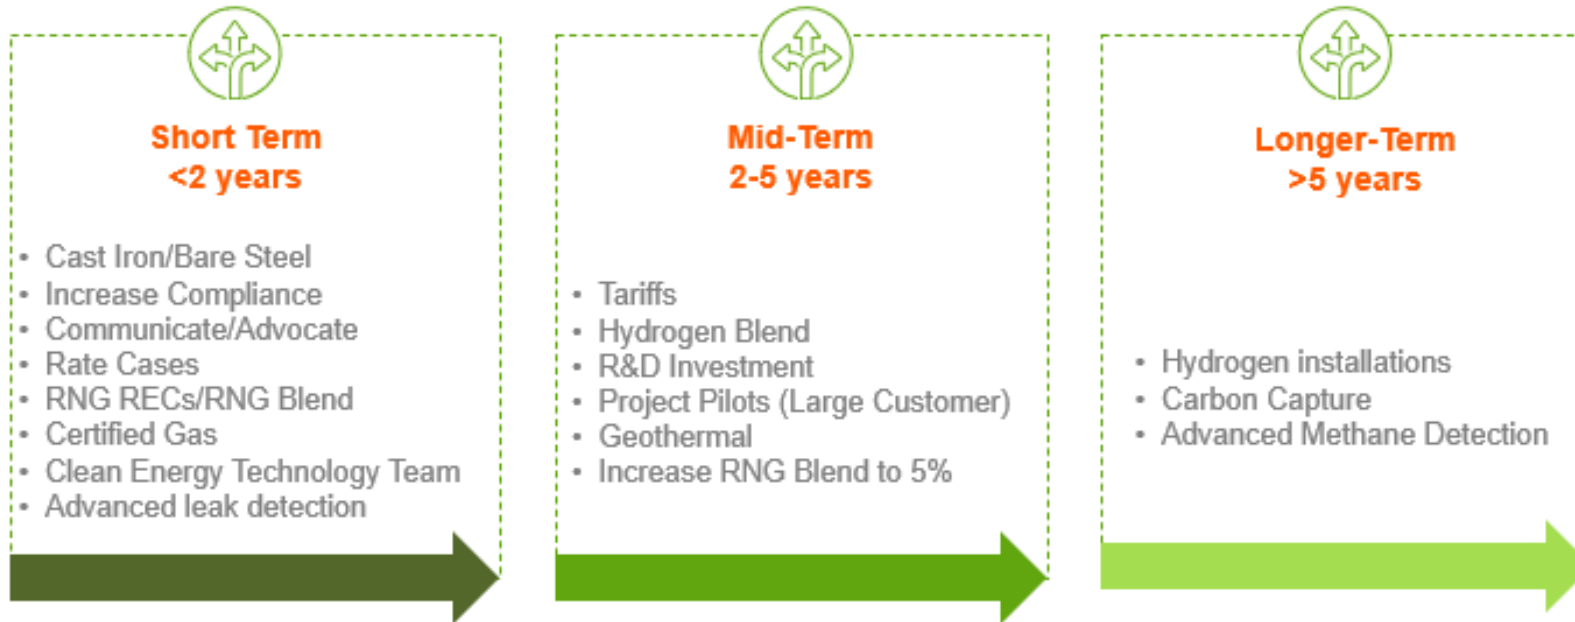 Short Term
<2 years
• Cast Iron/Bare Steel
• Increase Compliance
• Communicate/Advocate
• Rate Cases
• RNG RECs/RNG Blend
• Certified Gas
• Clean Energy Technology Team
• Advanced leak detection
Mid-Term
2-5 years
• Tariffs
• Hydrogen Blend
• R&D Investment
• Project Pilots (Large Customer)
• Geothermal
• Increase RNG Blend to 5%
Longer-Term
>5 years
• Hydrogen installations
• Carbon Capture
• Advanced Methane Detection